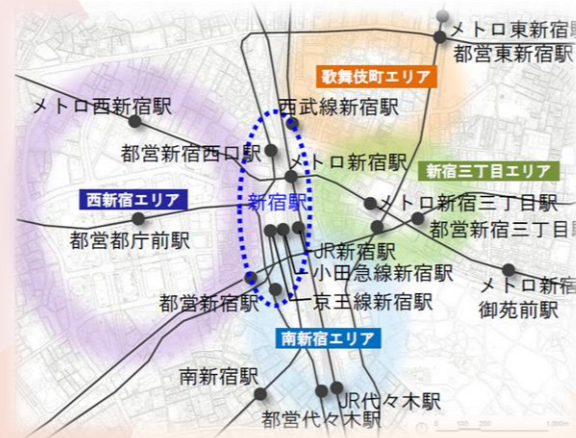 メトロ東新宿駅
都営東新宿駅
歌舞伎町エリア
メトロ西新宿駅
西武線新宿駅
都営新宿西口駅
メトロ新宿駅
新宿三丁目エリア
西新宿エリア
新宿駅
メトロ新宿三丁目駅
都営都庁前駅
都営新宿三丁目
JR新宿駅
小田急線新宿駅
メトロ新宿
御苑前駅
都営新宿駅
京王線新宿駅
南新宿エリア
南新宿駅
JR代々木駅
都営代々木駅